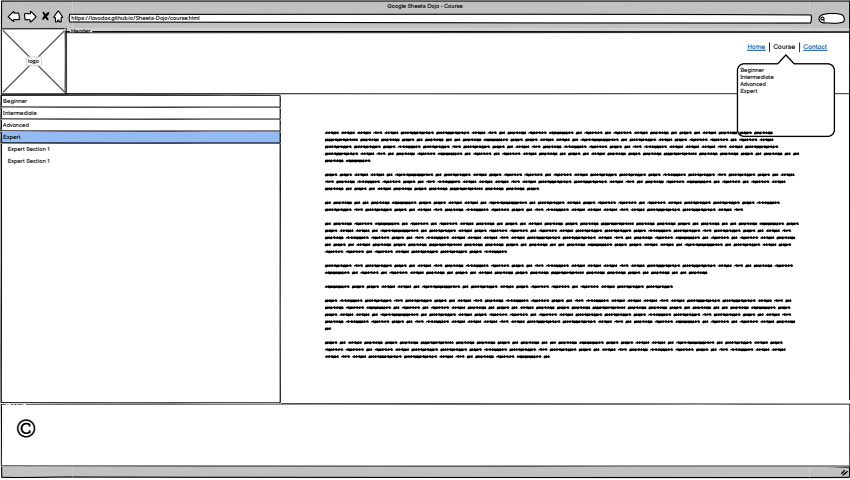 Google Sheets Dojo - Course
https://lavodox.github.io/Sheets-Dojo/course.html
Header
logo
Home Course Contact
Beginner
Intermediate
Advanced
Expert
Beginner
Intermediate
Advanced
Expert
Expert Section 1
Expert Section 1
©